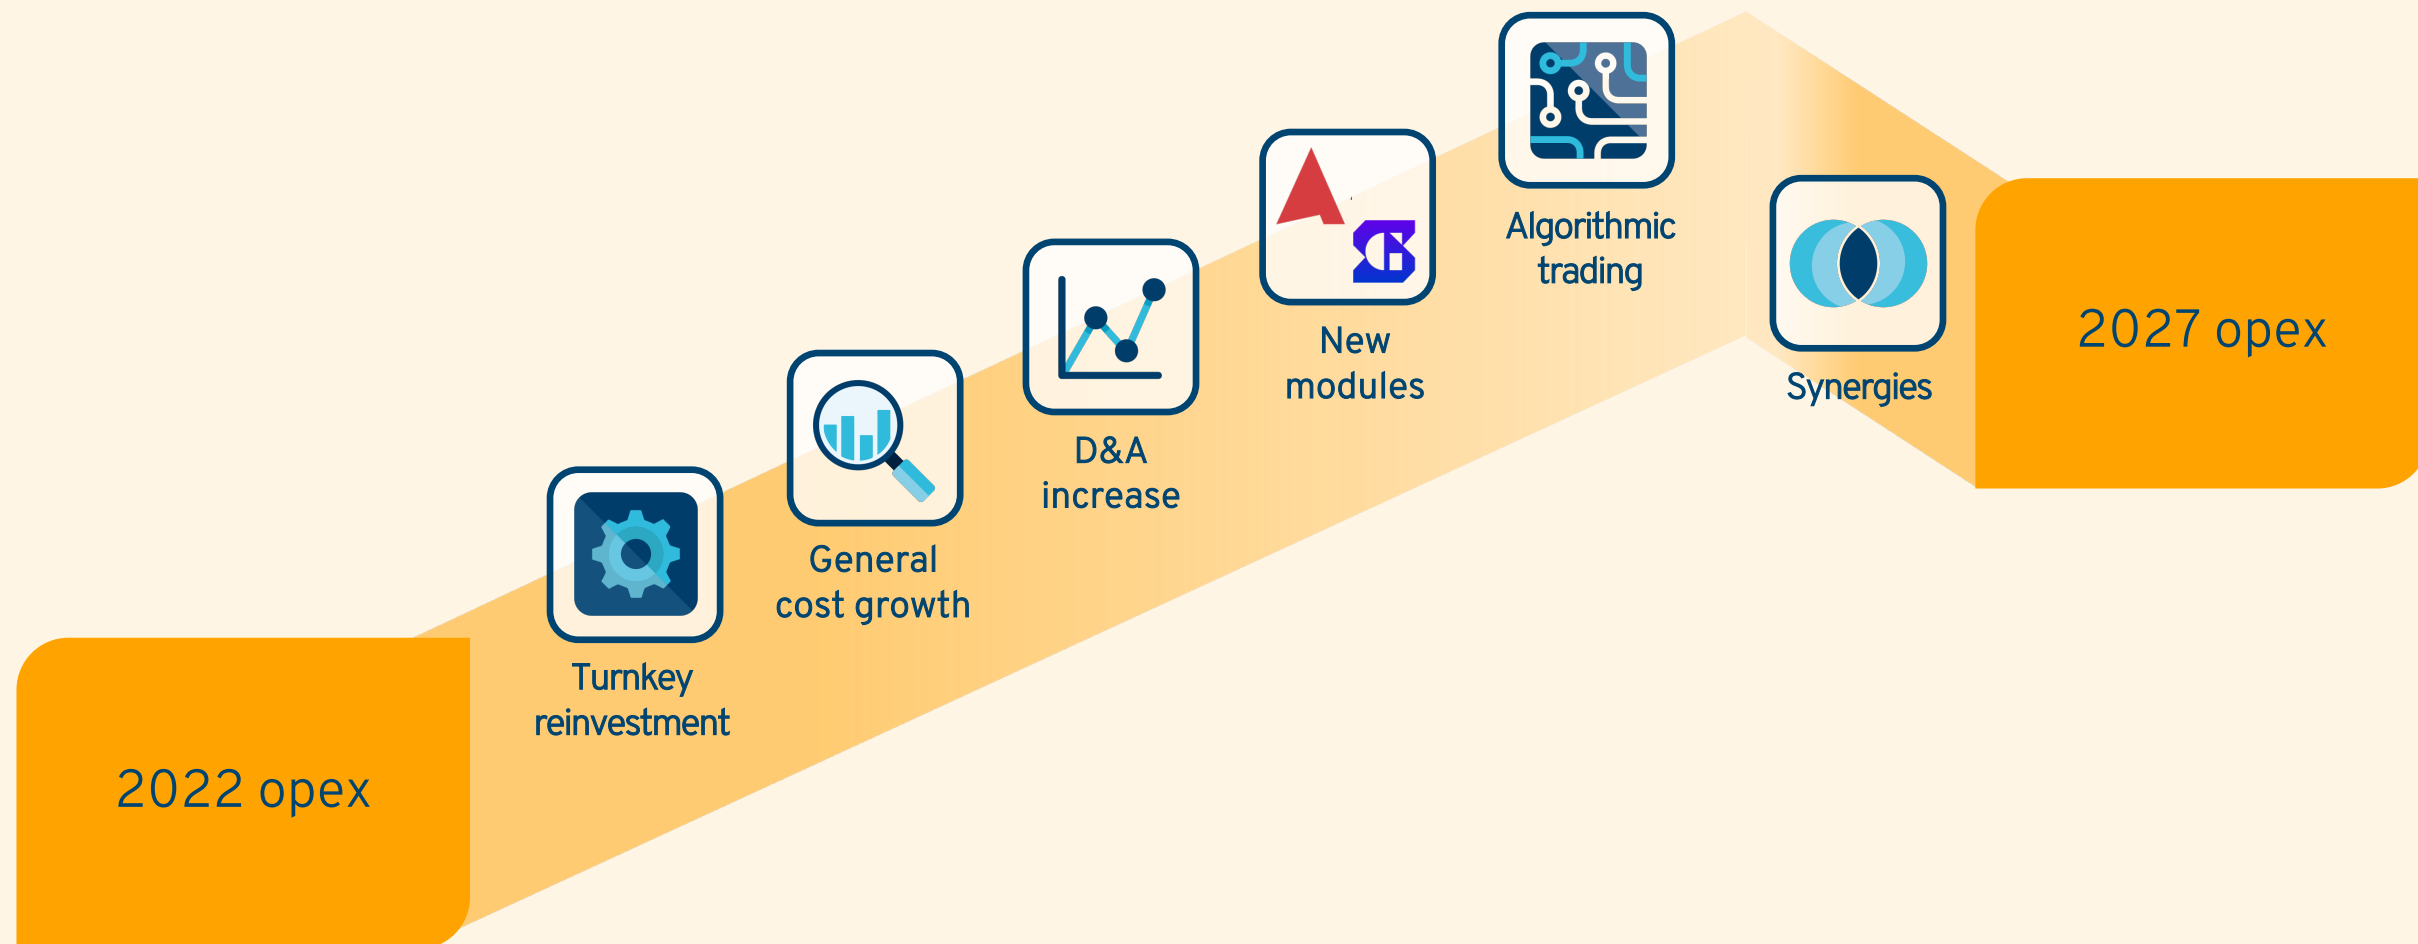 2022 opex
Turnkey
reinvestment
General
cost growth
D&A
increase
New
modules
Algorithmic
trading
Synergies
2027 opex